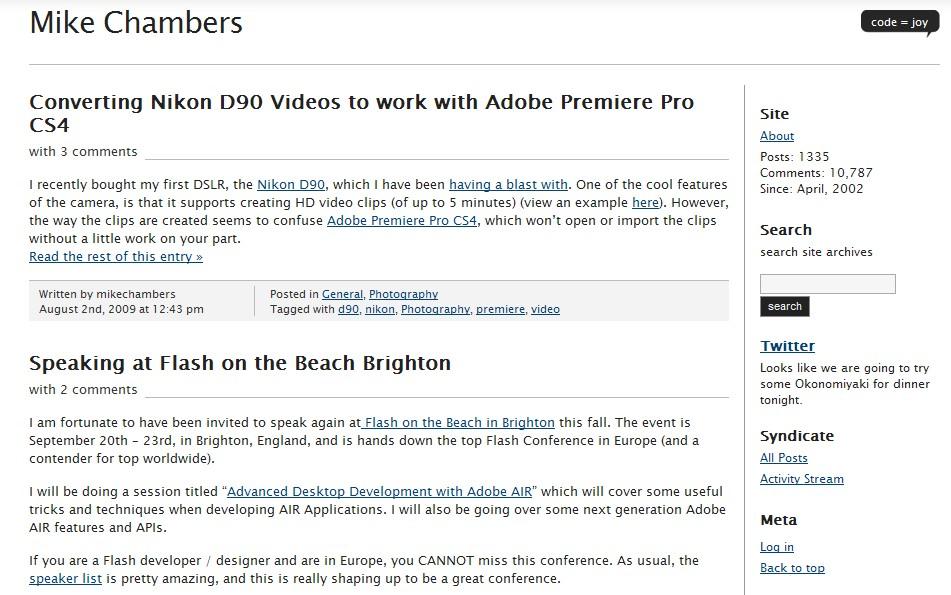 Mike Chambers
code = joy
Converting Nikon D90 Videos to work with Adobe Premiere Pro
CS4
with 3 comments
I recently bought my first DSLR, the Nikon D90, which I have been having a blast with. One of the cool features
of the camera, is that it supports creating HD video clips (of up to 5 minutes) (view an example here). However,
the way the clips are created seems to confuse Adobe Premiere Pro CS4, which won’t open or import the clips
without a little work on your part.
Read the rest of this entry »
Written by mikechambers
August 2nd, 2009 at 12:43 pm
Posted in General, Photography
Tagged with d90, nikon, Photography, premiere, video
Speaking at Flash on the Beach Brighton
with 2 comments
I am fortunate to have been invited to speak again at Flash on the Beach in Brighton this fall. The event is
September 20th – 23rd, in Brighton, England, and is hands down the top Flash Conference in Europe (and a
contender for top worldwide).
I will be doing a session titled “Advanced Desktop Development with Adobe AIR” which will cover some useful
tricks and techniques when developing AIR Applications. I will also be going over some next generation Adobe
AIR features and APIs.
If you are a Flash developer / designer and are in Europe, you CANNOT miss this conference. As usual, the
speaker list is pretty amazing, and this is really shaping up to be a great conference.
Site
About
Posts: 1335
Comments: 10,787
Since: April, 2002
Search
search site archives
search
Twitter
Looks like we are going to try
some Okonomiyaki for dinner
tonight.
Syndicate
All Posts
Activity Stream
Meta
Log in
Back to top